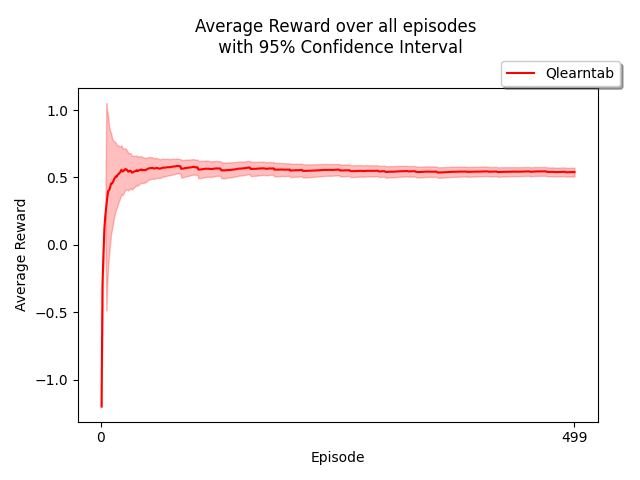 Average Reward over all episodes
with 95% Confidence Interval
Qlearntab
1.0
0.5
0.0
−0.5
−1.0
Average Reward
0
499
Episode